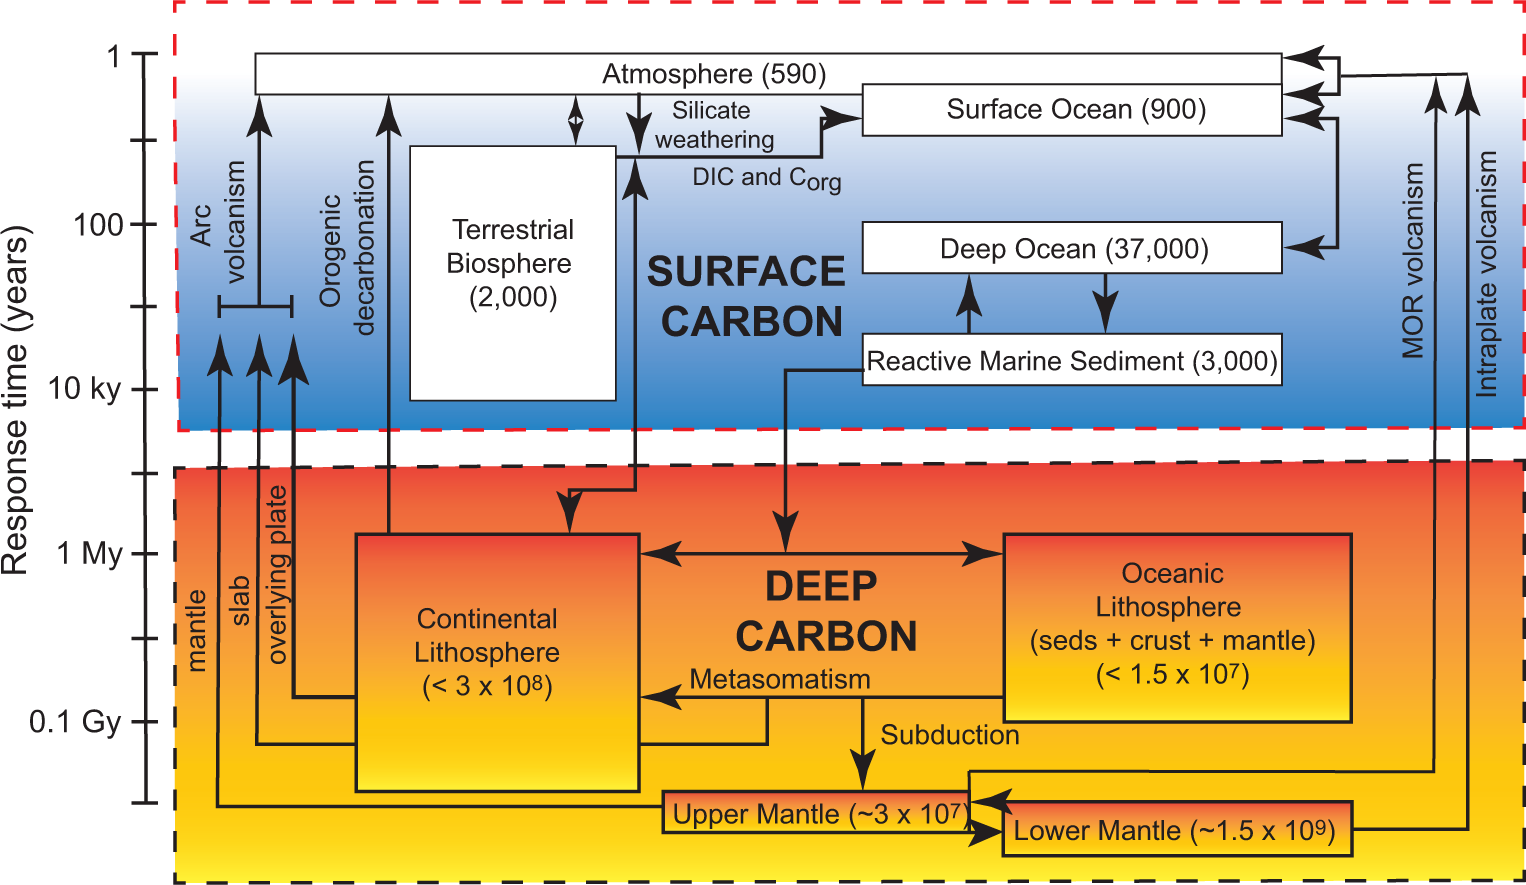 Response time (years)
1
100
10 ky
1 My
0.1 Gy
Atmosphere (590)
Surface Ocean (900)
Silicate
weathering
DIC and Corg
Arc
volcanism
Orogenic
decarbonation
Terrestrial
Biosphere
(2,000)
SURFACE
CARBON
Deep Ocean (37,000)
Reactive Marine Sediment (3,000)
MOR volcanism
Intraplate volcanism
mantle
slab
overlying plate
Continental
Lithosphere
(< 3 x 10⁸)
DEEP
CARBON
Oceanic
Lithosphere
(seds + crust + mantle)
(< 1.5 x 10⁷)
Metasomatism
Subduction
Upper Mantle (~3 x 10⁷)
Lower Mantle (~1.5 x 10⁹)